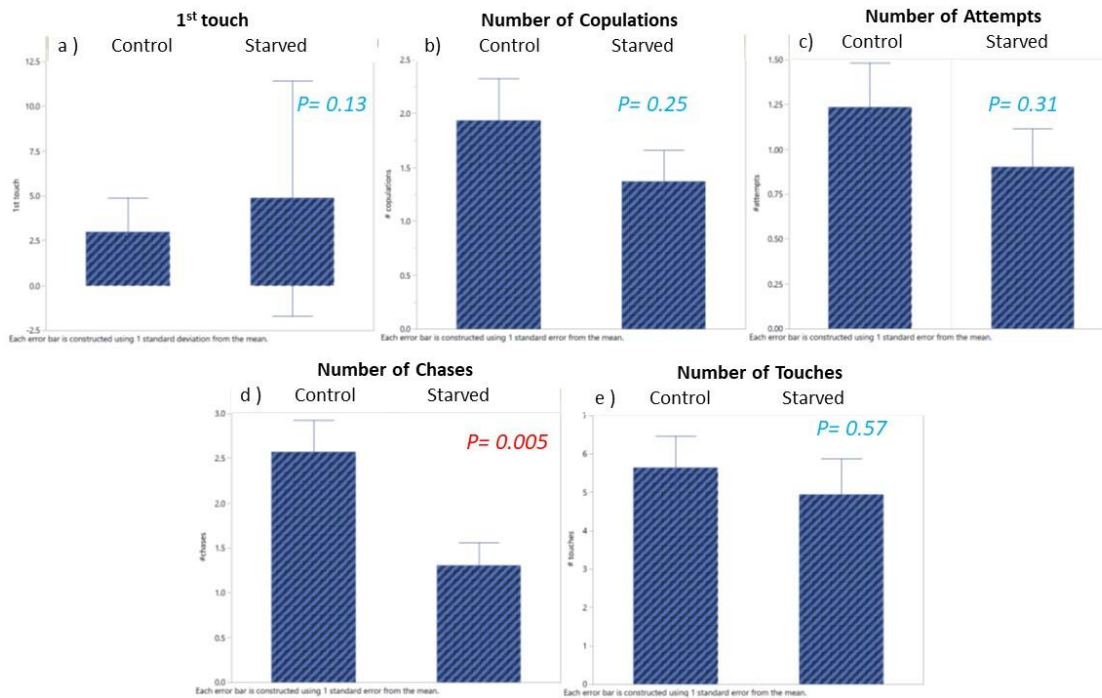 1st touch
a ) Control Starved
12.5
10.0
7.5
5.0
2.5
0.0
-2.5
1st touch
P= 0.13
Each error bar is constructed using 1 standard deviation from the mean.
Number of Copulations
b) Control Starved
2.5
2.0
1.5
1.0
0.5
0.0
# copulations
P= 0.25
Each error bar is constructed using 1 standard error from the mean.
Number of Attempts
c) Control Starved
1.50
1.25
1.00
0.75
0.50
0.25
0.00
#attempts
P= 0.31
Each error bar is constructed using 1 standard error from the mean.
Number of Chases
d ) Control Starved
3.0
2.5
2.0
1.5
1.0
0.5
0.0
#chases
P= 0.005
Each error bar is constructed using 1 standard error from the mean.
Number of Touches
e ) Control Starved
6
5
4
3
2
1
0
# touches
P= 0.57
Each error bar is constructed using 1 standard error from the mean.